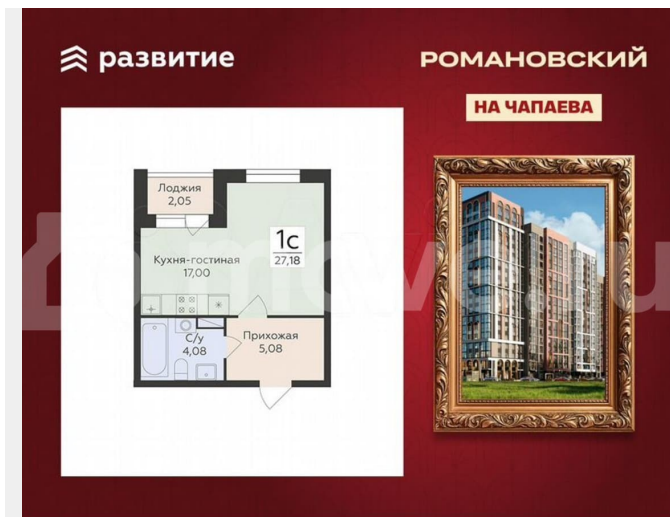 развитие
РОМАНОВСКИЙ
НА ЧАПАЕВА
Лоджия
2,05
1С
27,18
Кухня-гостиная
17,00
С/у
4,08
Прихожая
5,08